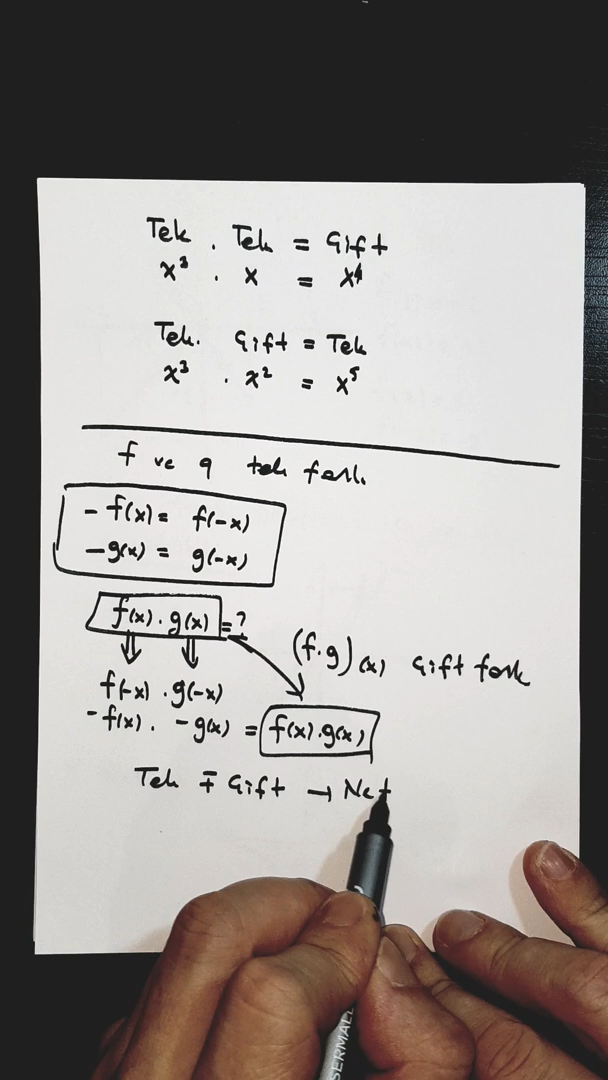 Tek . Tek = Çift
x³ . x = x⁴
Tek. Çift = Tek
x³ . x² = x⁵
f ve g tek fonk.
- f(x) = f(-x)
- g(x) = g(-x)
f(x) . g(x) = ?
(f.g)(x) Çift fonk
f(-x) . g(-x)
-f(x) . -g(x) = f(x).g(x)
Tek ∓ Çift → Net
SERMALL